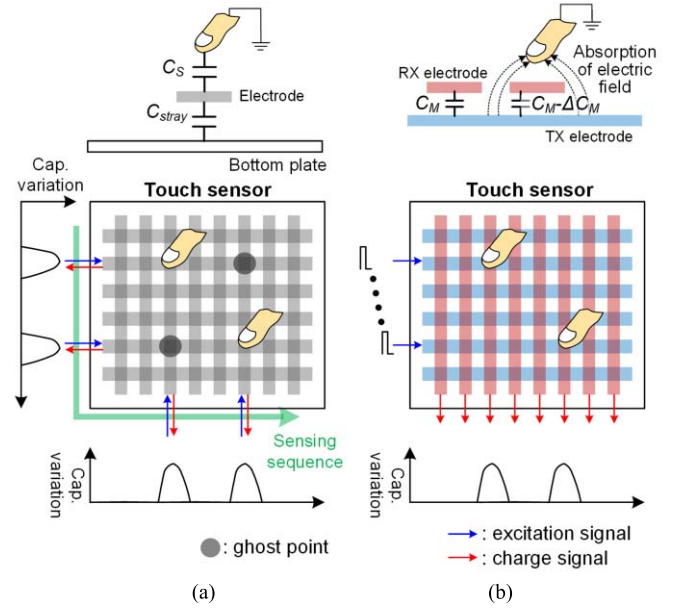 C_S
Electrode
C_stray
Bottom plate
Cap.
variation
Touch sensor
Sensing
sequence
Cap.
variation
: ghost point
(a)
Absorption
of electric
field
RX electrode
C_M
C_M-ΔC_M
TX electrode
Touch sensor
Cap.
variation
: excitation signal
: charge signal
(b)